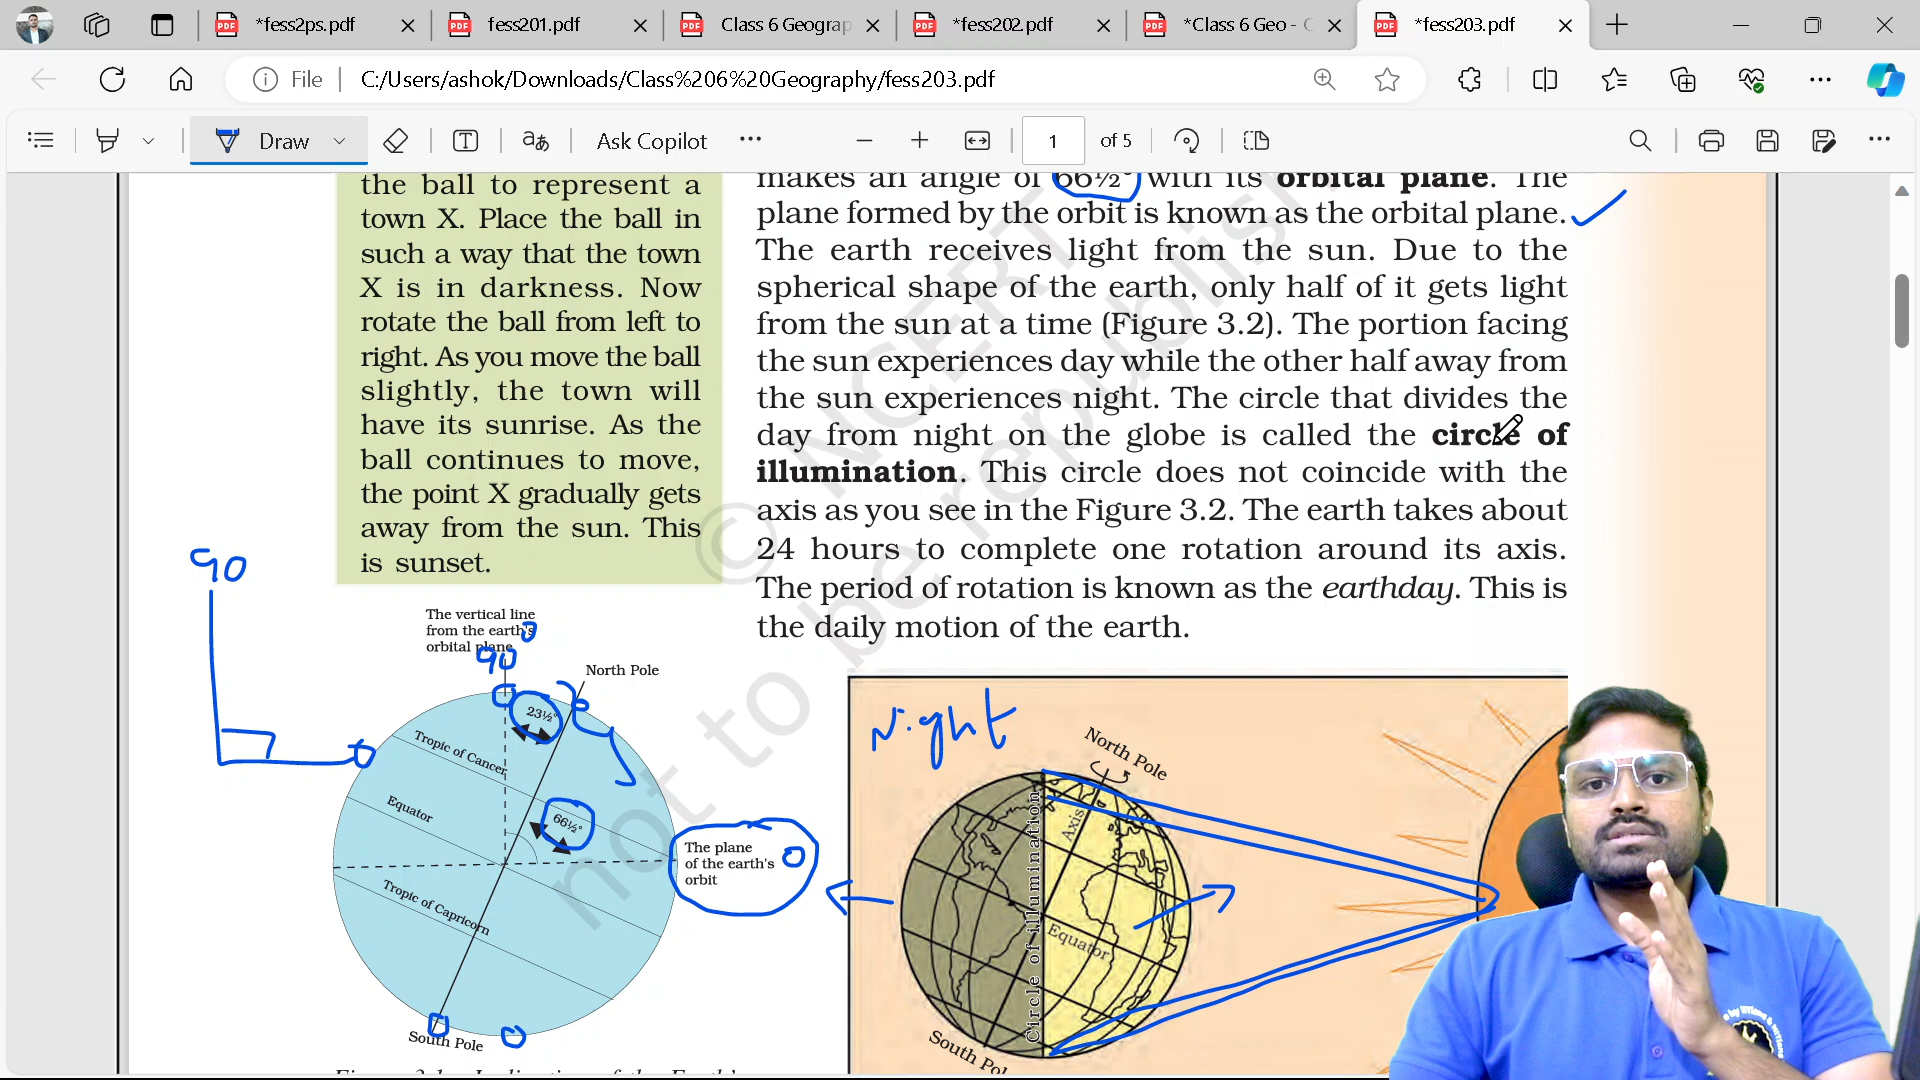 *fess2ps.pdf
fess201.pdf
Class 6 Geograp
*fess202.pdf
*Class 6 Geo - C
*fess203.pdf
File
C:/Users/ashok/Downloads/Class%206%20Geography/fess203.pdf
Draw
Ask Copilot
1 of 5
the ball to represent a
town X. Place the ball in
such a way that the town
X is in darkness. Now
rotate the ball from left to
right. As you move the ball
slightly, the town will
have its sunrise. As the
ball continues to move,
the point X gradually gets
away from the sun. This
is sunset.
makes an angle of 66½° with its orbital plane. The
plane formed by the orbit is known as the orbital plane.
The earth receives light from the sun. Due to the
spherical shape of the earth, only half of it gets light
from the sun at a time (Figure 3.2). The portion facing
the sun experiences day while the other half away from
the sun experiences night. The circle that divides the
day from night on the globe is called the circle of
illumination. This circle does not coincide with the
axis as you see in the Figure 3.2. The earth takes about
24 hours to complete one rotation around its axis.
The period of rotation is known as the earthday. This is
the daily motion of the earth.
© NCERT
not to be republish
90
The vertical line
from the earth's
orbital plane
90°
North Pole
23½°
Tropic of Cancer
Equator
66½°
The plane
of the earth's
orbit
Tropic of Capricorn
South Pole
Night
North Pole
Axis
Circle of illumination
Equator
South Pol